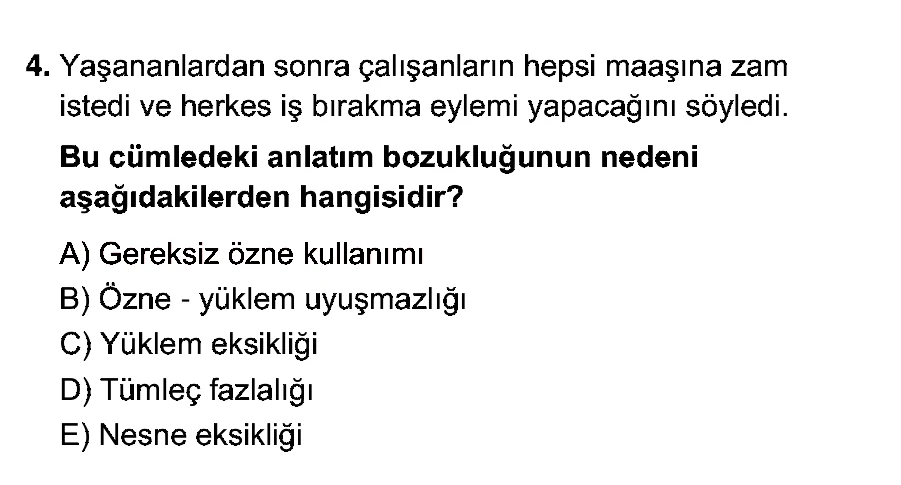 4. Yaşananlardan sonra çalışanların hepsi maaşına zam
istedi ve herkes iş bırakma eylemi yapacağını söyledi.
Bu cümledeki anlatım bozukluğunun nedeni
aşağıdakilerden hangisidir?
A) Gereksiz özne kullanımı
B) Özne - yüklem uyuşmazlığı
C) Yüklem eksikliği
D) Tümleç fazlalığı
E) Nesne eksikliği